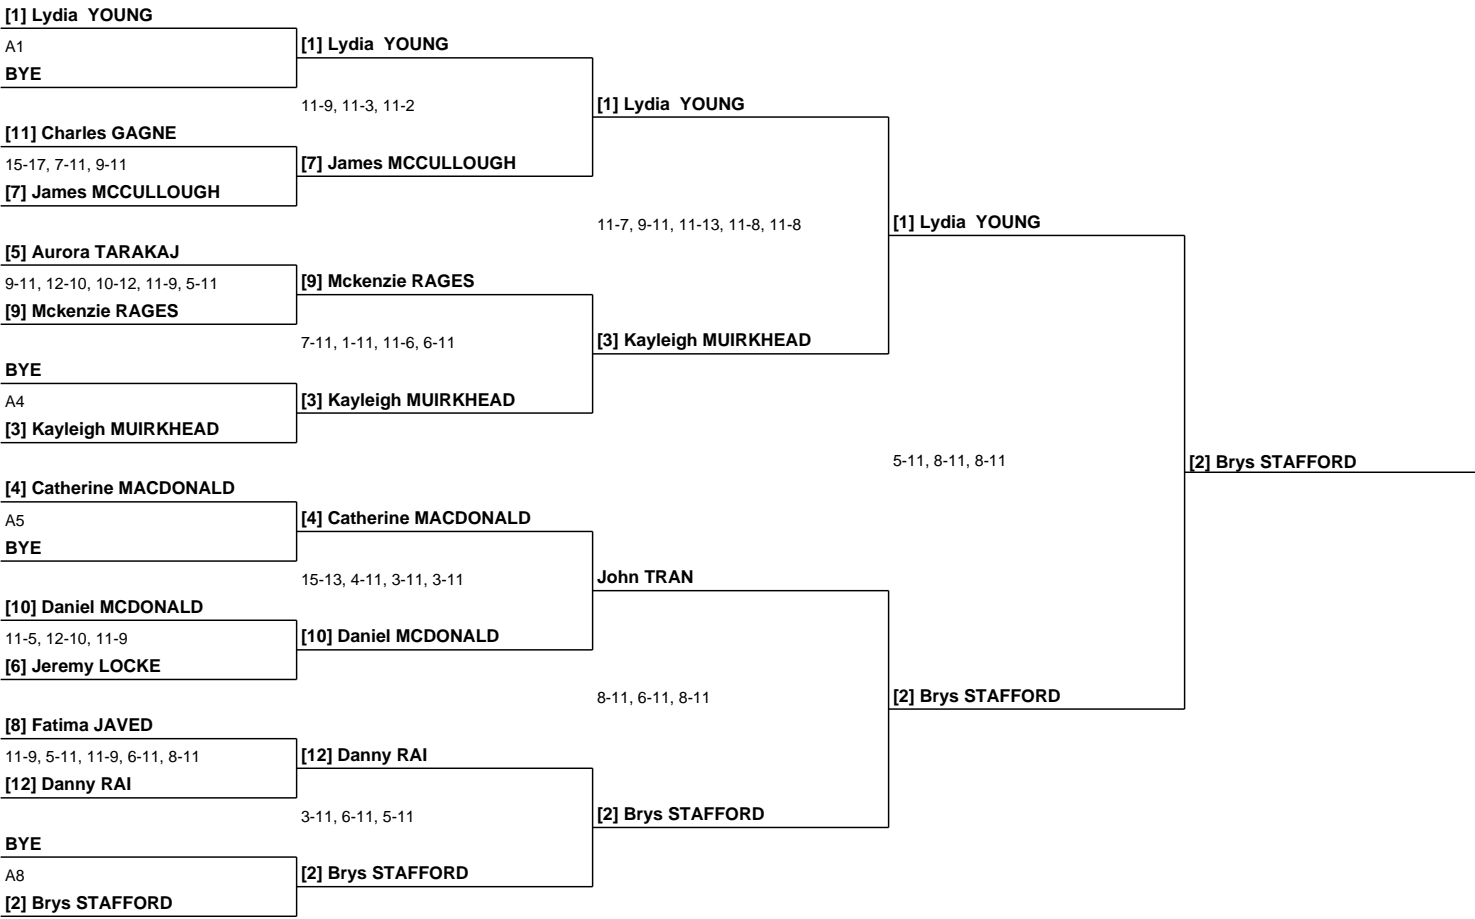 [1] Lydia  YOUNG
A1
BYE
[11] Charles GAGNE
15-17, 7-11, 9-11
[7] James MCCULLOUGH
[5] Aurora TARAKAJ
9-11, 12-10, 10-12, 11-9, 5-11
[9] Mckenzie RAGES
BYE
A4
[3] Kayleigh MUIRKHEAD
[4] Catherine MACDONALD
A5
BYE
[10] Daniel MCDONALD
11-5, 12-10, 11-9
[6] Jeremy LOCKE
[8] Fatima JAVED
11-9, 5-11, 11-9, 6-11, 8-11
[12] Danny RAI
BYE
A8
[2] Brys STAFFORD
[1] Lydia  YOUNG
11-9, 11-3, 11-2
[7] James MCCULLOUGH
[9] Mckenzie RAGES
7-11, 1-11, 11-6, 6-11
[3] Kayleigh MUIRKHEAD
[4] Catherine MACDONALD
15-13, 4-11, 3-11, 3-11
[10] Daniel MCDONALD
[12] Danny RAI
3-11, 6-11, 5-11
[2] Brys STAFFORD
[1] Lydia  YOUNG
11-7, 9-11, 11-13, 11-8, 11-8
[3] Kayleigh MUIRKHEAD
John TRAN
8-11, 6-11, 8-11
[2] Brys STAFFORD
[1] Lydia  YOUNG
5-11, 8-11, 8-11
[2] Brys STAFFORD
[2] Brys STAFFORD